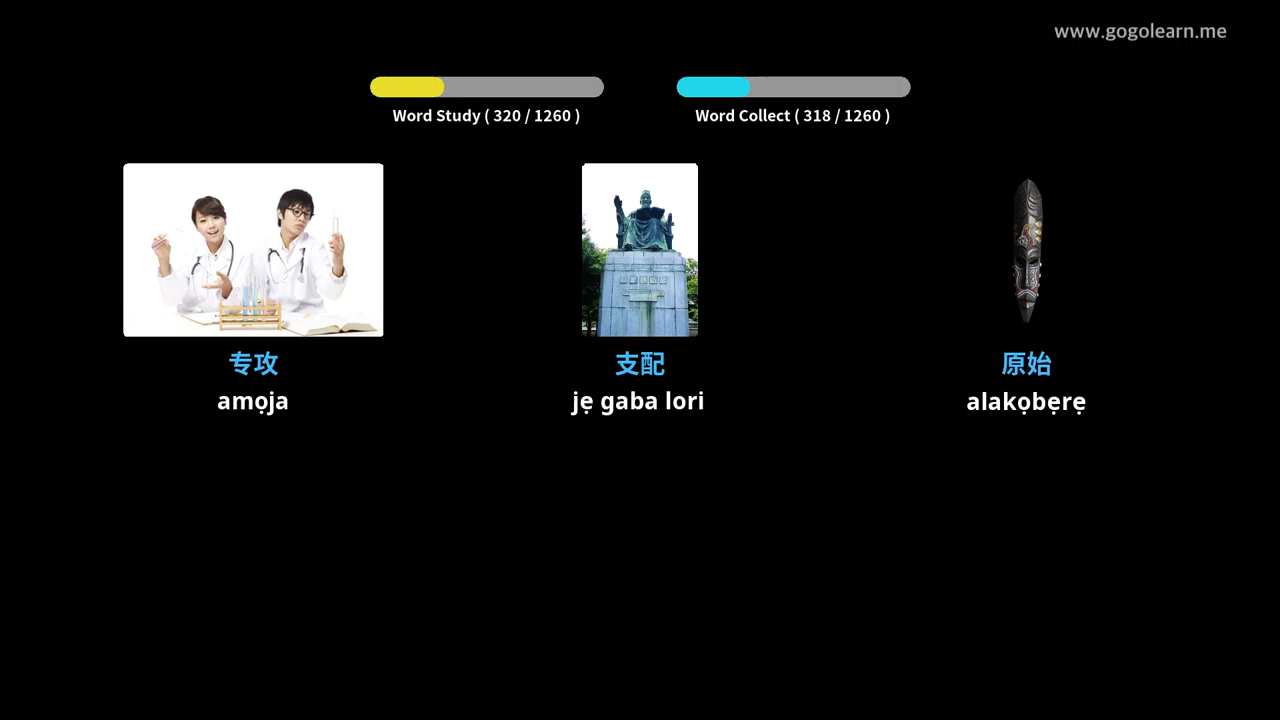 www.gogolearn.me
Word Study ( 320 / 1260 )
Word Collect ( 318 / 1260 )
专攻
支配
原始
amọja
jẹ gaba lori
alakọbẹrẹ